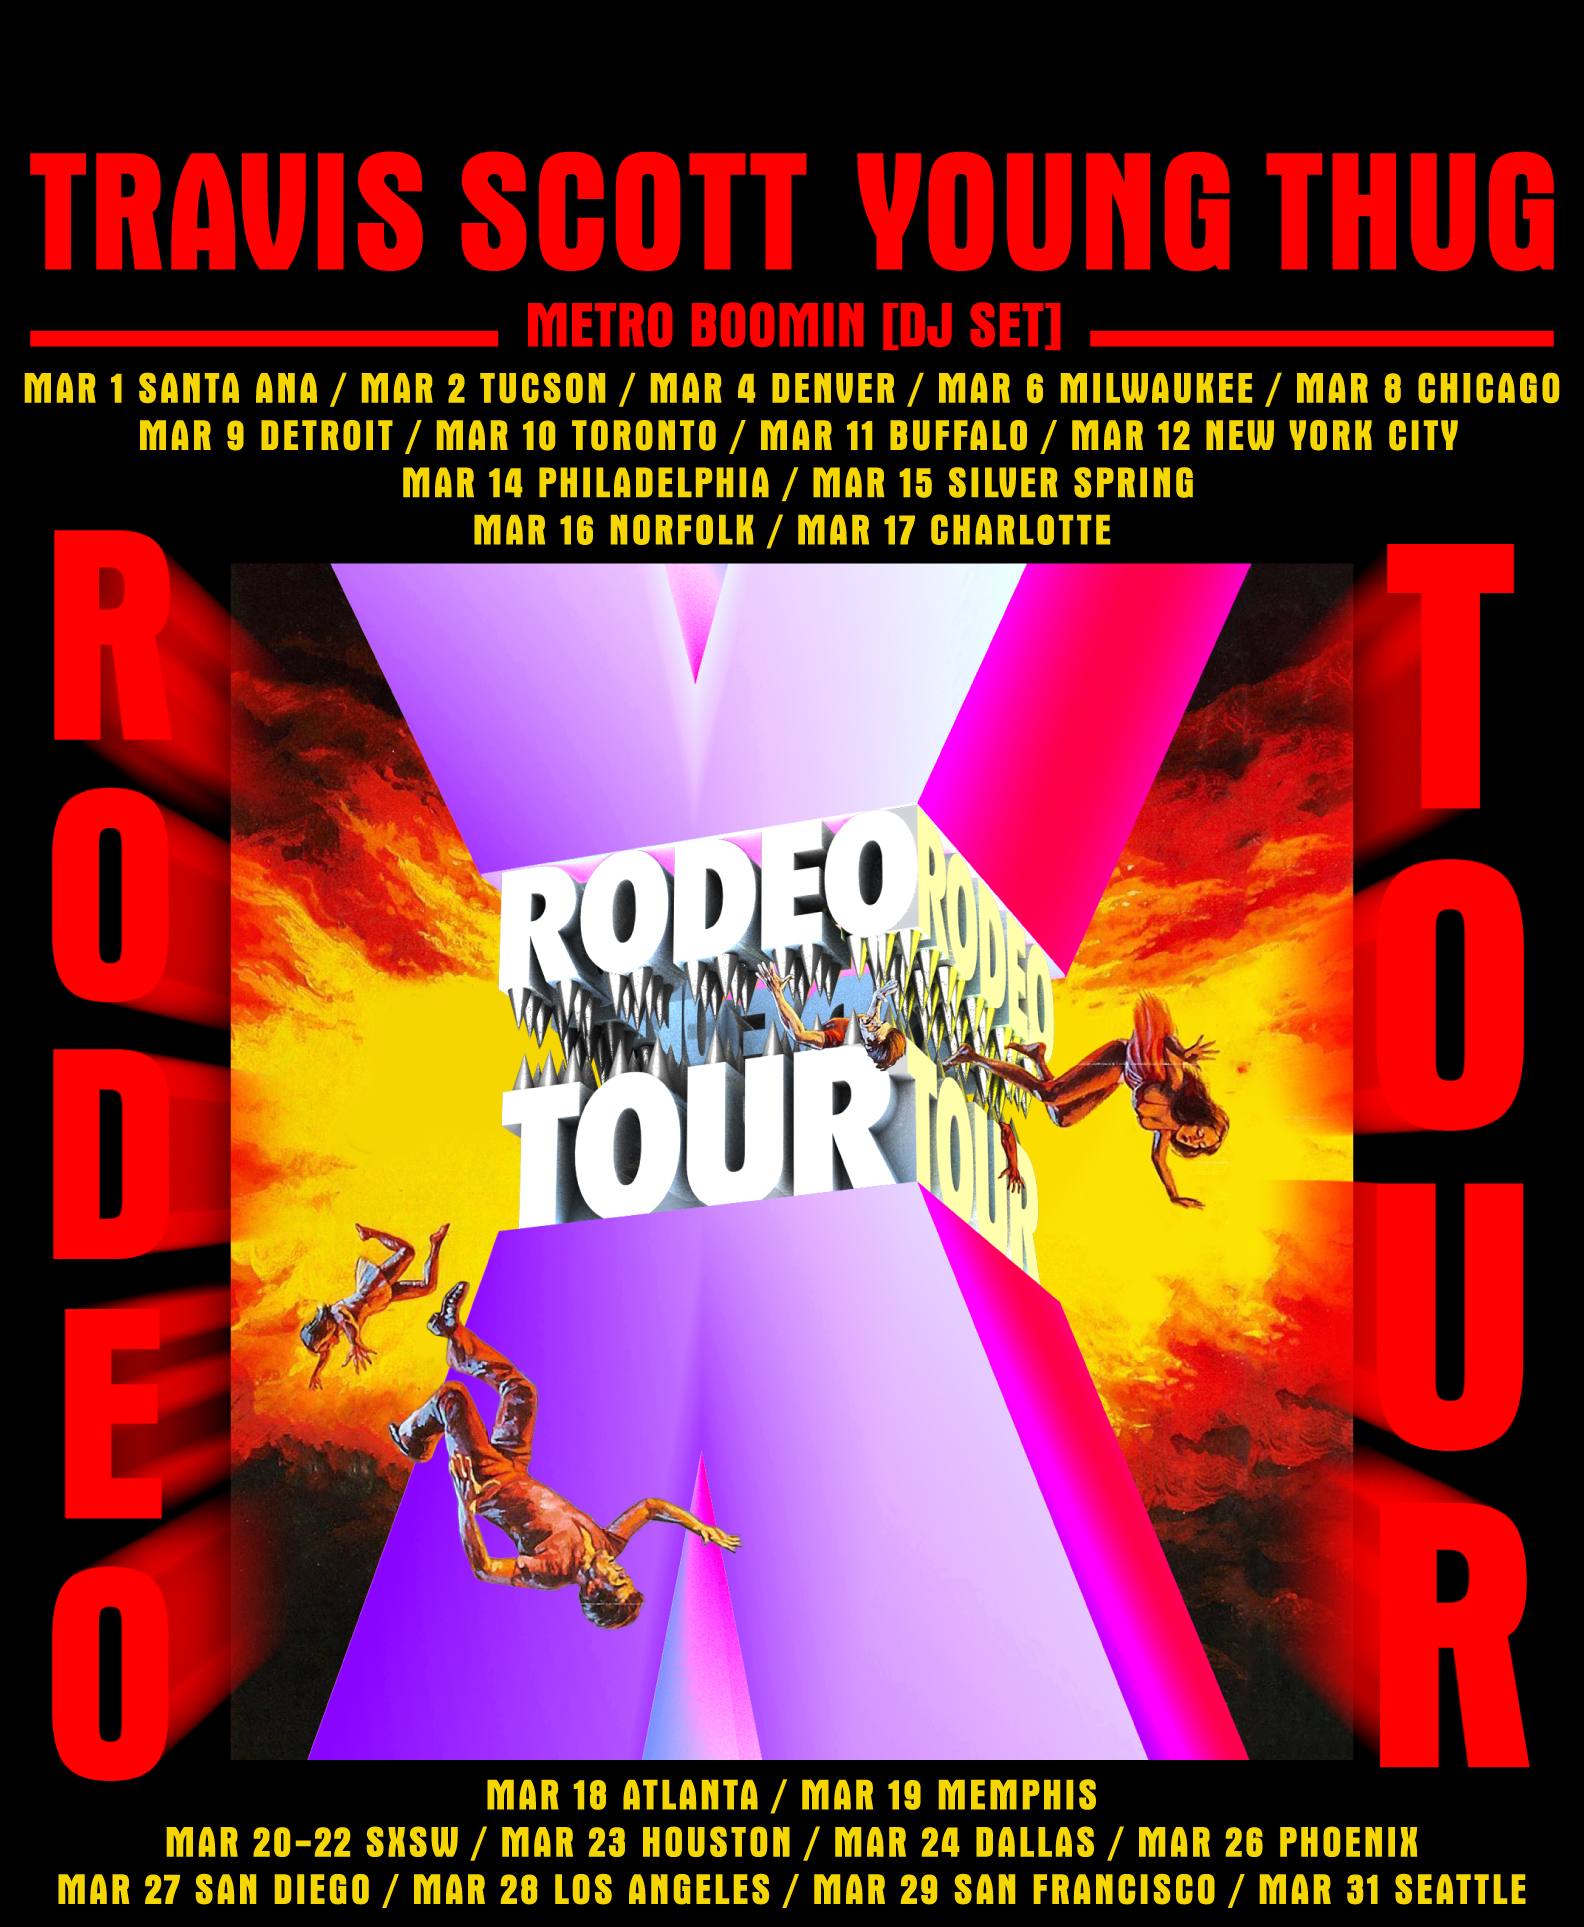 TRAVIS SCOTT YOUNG THUG
METRO BOOMIN [DJ SET]
MAR 1 SANTA ANA / MAR 2 TUCSON / MAR 4 DENVER / MAR 6 MILWAUKEE / MAR 8 CHICAGO
MAR 9 DETROIT / MAR 10 TORONTO / MAR 11 BUFFALO / MAR 12 NEW YORK CITY
MAR 14 PHILADELPHIA / MAR 15 SILVER SPRING
MAR 16 NORFOLK / MAR 17 CHARLOTTE
RODEO
TOUR
RODEO
RODEO
TOUR
TOUR
MAR 18 ATLANTA / MAR 19 MEMPHIS
MAR 20-22 SXSW / MAR 23 HOUSTON / MAR 24 DALLAS / MAR 26 PHOENIX
MAR 27 SAN DIEGO / MAR 28 LOS ANGELES / MAR 29 SAN FRANCISCO / MAR 31 SEATTLE